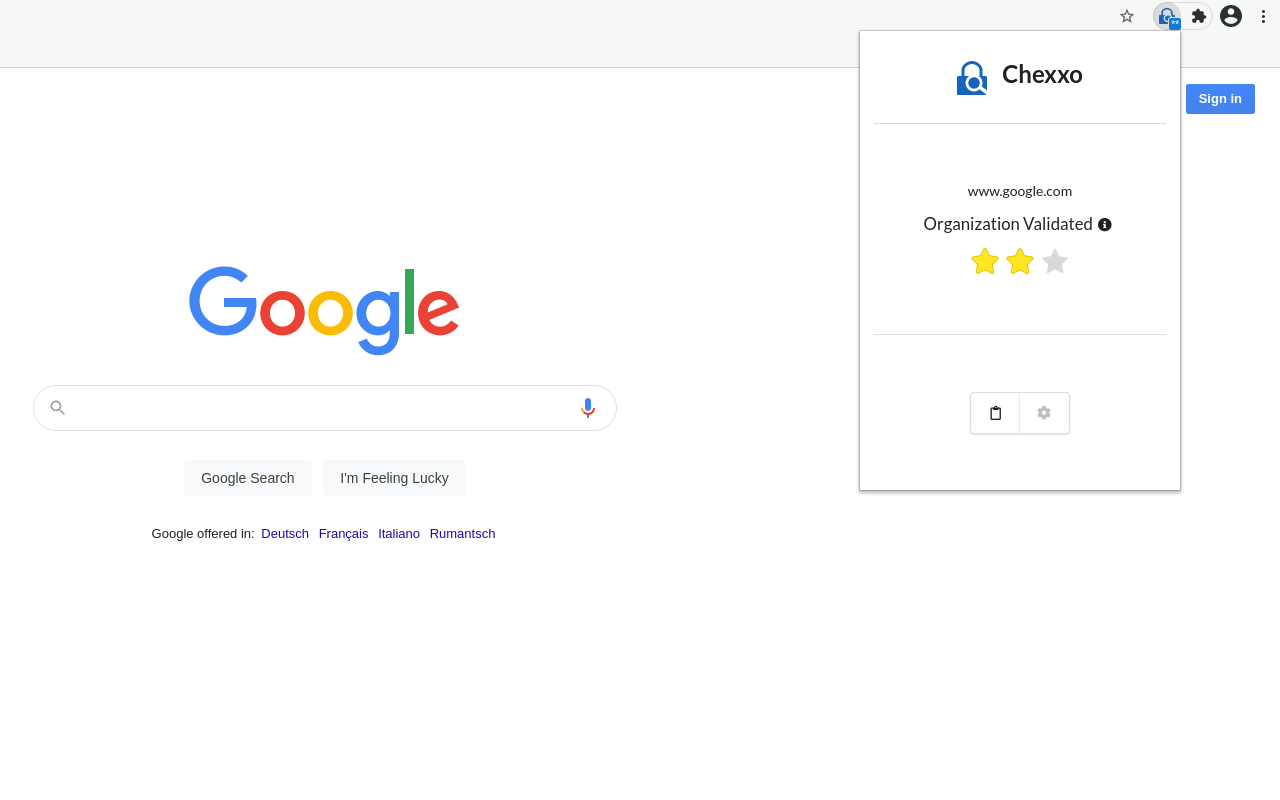 **
Chexxo
Sign in
www.google.com
Organization Validated
Google
Google Search
I'm Feeling Lucky
Google offered in: Deutsch Français Italiano Rumantsch